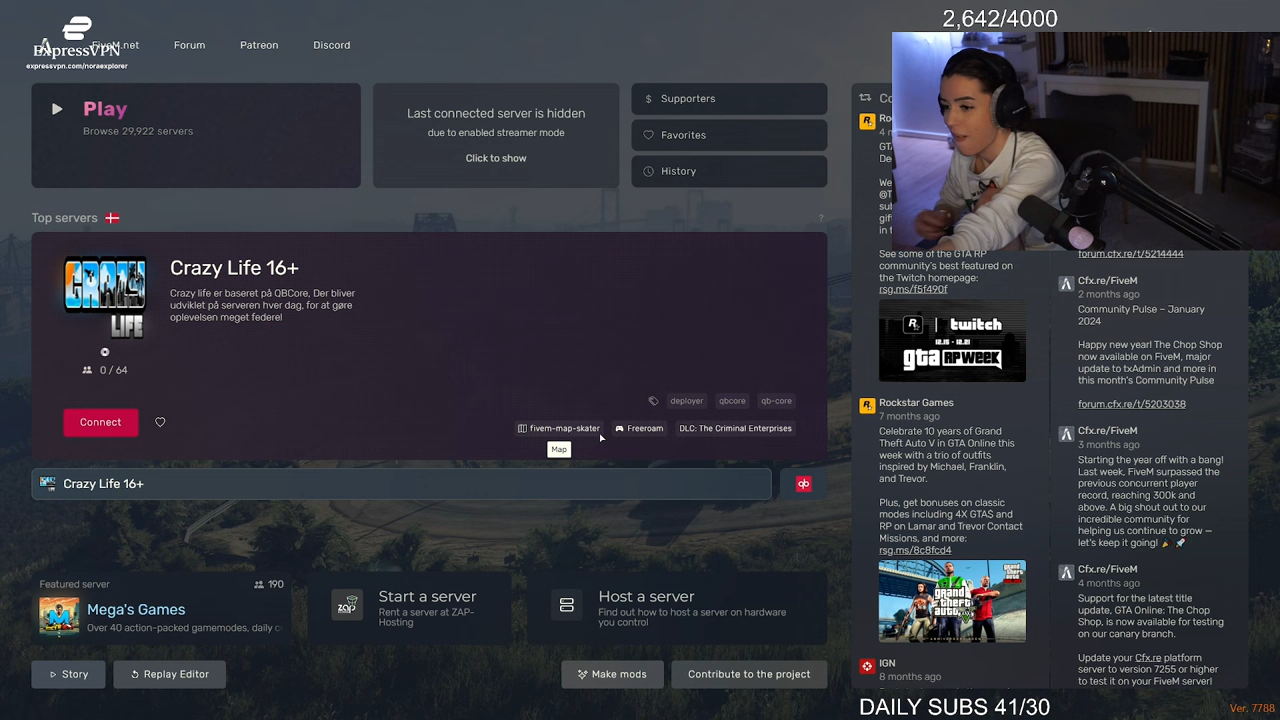 2,642/4000
ExpressVPN
expressvpn.com/noraexplorer
FiveM.net
Forum
Patreon
Discord
Play
Browse 29,922 servers
Last connected server is hidden
due to enabled streamer mode
Click to show
$ Supporters
Favorites
History
Top servers
?
CRAZY
LIFE
Crazy Life 16+
Crazy life er baseret på QBCore, Der bliver
udviklet på serveren hver dag, for at gøre
oplevelsen meget federe!
0 / 64
Connect
deployer
qbcore
qb-core
fivem-map-skater
Freeroam
DLC: The Criminal Enterprises
Map
Crazy Life 16+
qb
Featured server
190
Mega's Games
Over 40 action-packed gamemodes, daily c
ZAP
Start a server
Rent a server at ZAP-
Hosting
Host a server
Find out how to host a server on hardware
you control
Story
Replay Editor
Make mods
Contribute to the project
See some of the GTA RP
community's best featured on
the Twitch homepage:
rsg.ms/f5f490f
R
twitch
12.15 - 12.21
gta RP WEEK
Rockstar Games
7 months ago
Celebrate 10 years of Grand
Theft Auto V in GTA Online this
week with a trio of outfits
inspired by Michael, Franklin,
and Trevor.
Plus, get bonuses on classic
modes including 4X GTA$ and
RP on Lamar and Trevor Contact
Missions, and more:
rsg.ms/8c8fcd4
grand
theft
auto
IGN
8 months ago
forum.cfx.re/t/5214444
Cfx.re/FiveM
2 months ago
Community Pulse – January
2024
Happy new year! The Chop Shop
now available on FiveM, major
update to txAdmin and more in
this month's Community Pulse
forum.cfx.re/t/5203038
Cfx.re/FiveM
3 months ago
Starting the year off with a bang!
Last week, FiveM surpassed the
previous concurrent player
record, reaching 300k and
above. A big shout out to our
incredible community for
helping us continue to grow —
let's keep it going! 🎉 🚀
Cfx.re/FiveM
4 months ago
Support for the latest title
update, GTA Online: The Chop
Shop, is now available for testing
on our canary branch.
Update your Cfx.re platform
server to version 7255 or higher
to test it on your FiveM server!
DAILY SUBS 41/30
Ver. 7788